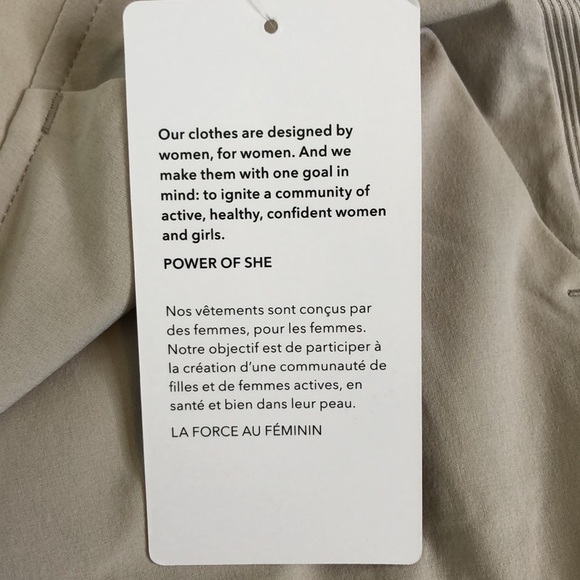 Our clothes are designed by
women, for women. And we
make them with one goal in
mind: to ignite a community of
active, healthy, confident women
and girls.
POWER OF SHE
Nos vêtements sont conçus par
des femmes, pour les femmes.
Notre objectif est de participer à
la création d'une communauté de
filles et de femmes actives, en
santé et bien dans leur peau.
LA FORCE AU FÉMININ